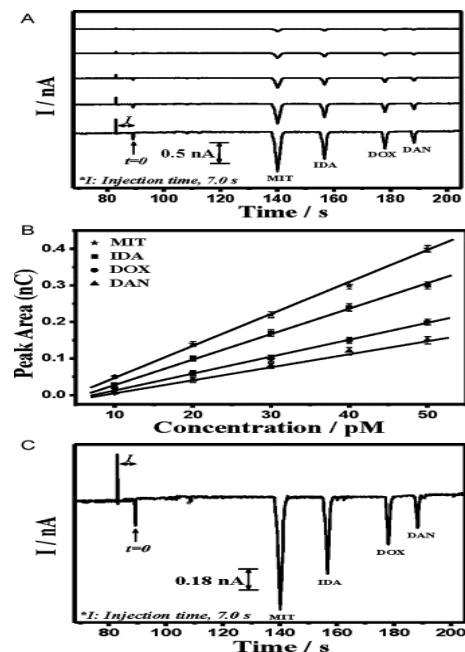 A
I / nA
I
t=0
0.5 nA
MIT
IDA
DOX
DAN
*I: Injection time, 7.0 s
80 100 120 140 160 180 200
Time / s
B
Peak Area (nC)
0.4
0.3
0.2
0.1
0.0
MIT
IDA
DOX
DAN
10 20 30 40 50
Concentration / pM
C
I / nA
I
t=0
0.18 nA
MIT
IDA
DOX
DAN
*I: Injection time, 7.0 s
80 100 120 140 160 180 200
Time / s